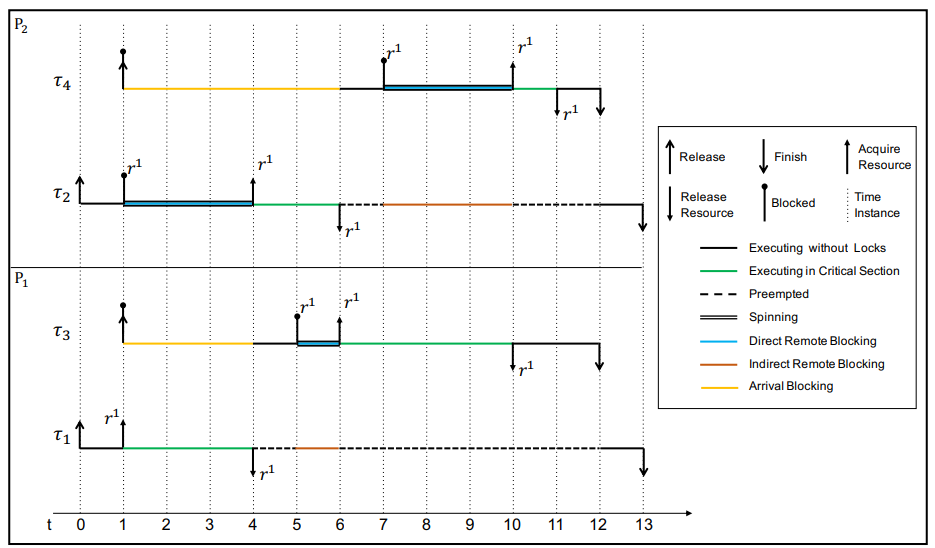 P₂
τ₄
r¹
r¹
r¹
τ₂
r¹
r¹
r¹
P₁
τ₃
r¹
r¹
r¹
τ₁
r¹
r¹
t 0 1 2 3 4 5 6 7 8 9 10 11 12 13
Release
Finish
Acquire
Resource
Release
Resource
Blocked
Time
Instance
Executing without Locks
Executing in Critical Section
Preempted
Spinning
Direct Remote Blocking
Indirect Remote Blocking
Arrival Blocking